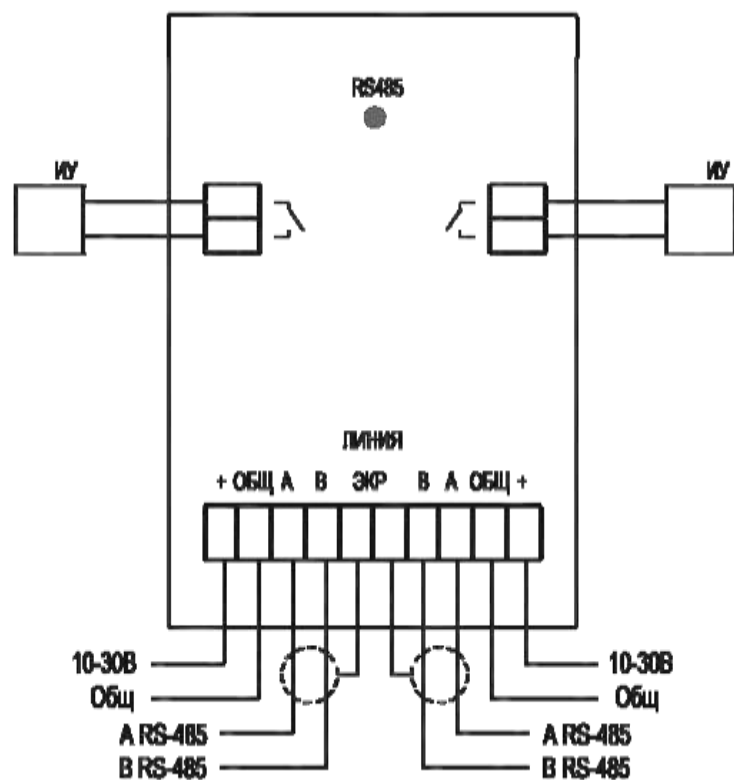 RS485
ИУ
ИУ
ЛИНИЯ
+ ОБЩ A B ЭКР B A ОБЩ +
10-30В 10-30В
Общ Общ
A RS-485 A RS-485
B RS-485 B RS-485